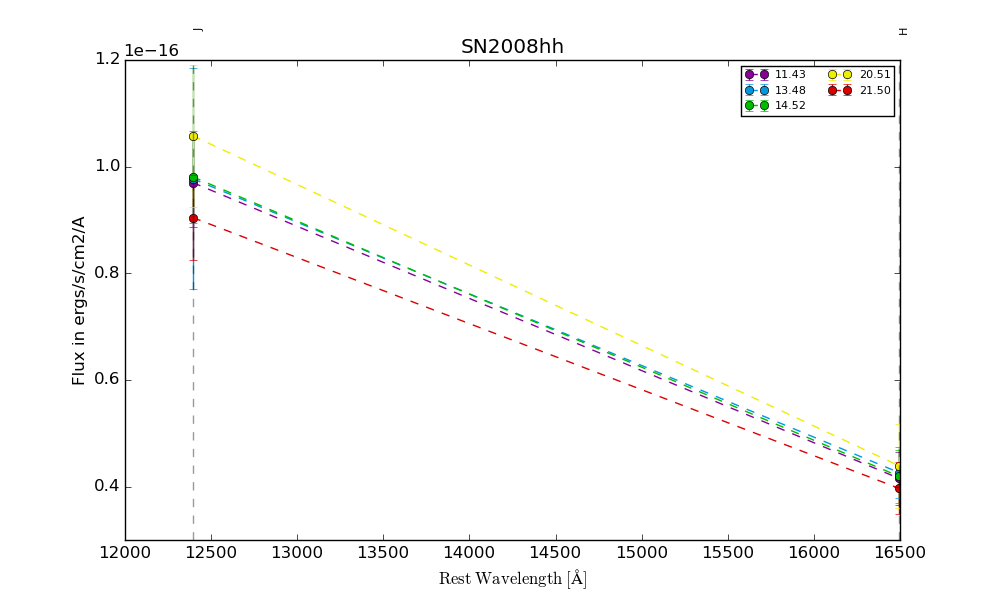 J
H
SN2008hh
1e−16
1.2
1.0
0.8
0.6
0.4
Flux in ergs/s/cm2/A
11.43
13.48
14.52
20.51
21.50
12000 12500 13000 13500 14000 14500 15000 15500 16000 16500
Rest Wavelength [Å]